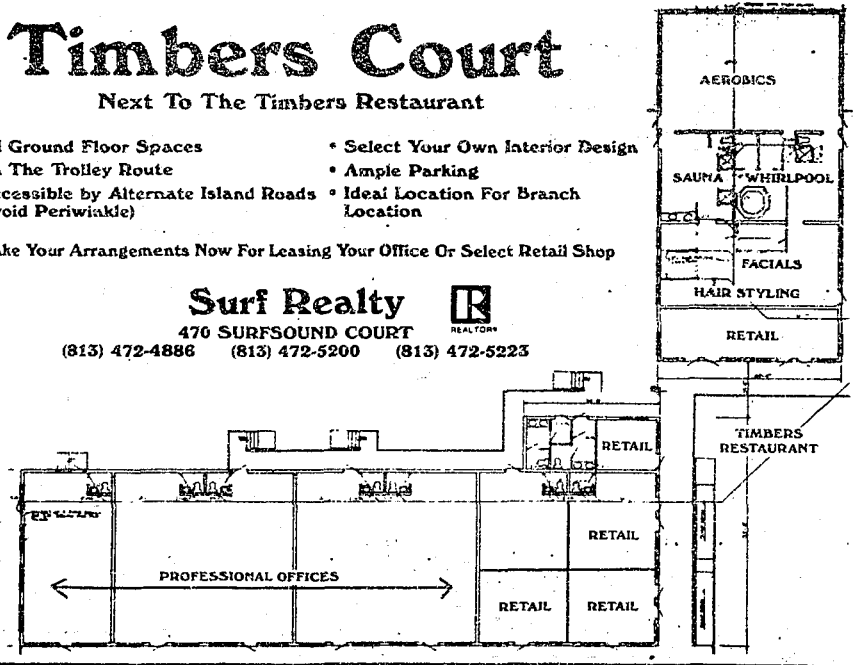 Timbers Court
Next To The Timbers Restaurant
Ground Floor Spaces
The Trolley Route
cessible by Alternate Island Roads
void Periwinkle)
• Select Your Own Interior Design
• Ample Parking
• Ideal Location For Branch
Location
ke Your Arrangements Now For Leasing Your Office Or Select Retail Shop
Surf Realty
R
REALTOR®
470 SURFSOUND COURT
(813) 472-4886 (813) 472-5200 (813) 472-5223
AEROBICS
SAUNA WHIRLPOOL
FACIALS
HAIR STYLING
RETAIL
TIMBERS
RESTAURANT
RETAIL
RETAIL
PROFESSIONAL OFFICES
RETAIL RETAIL